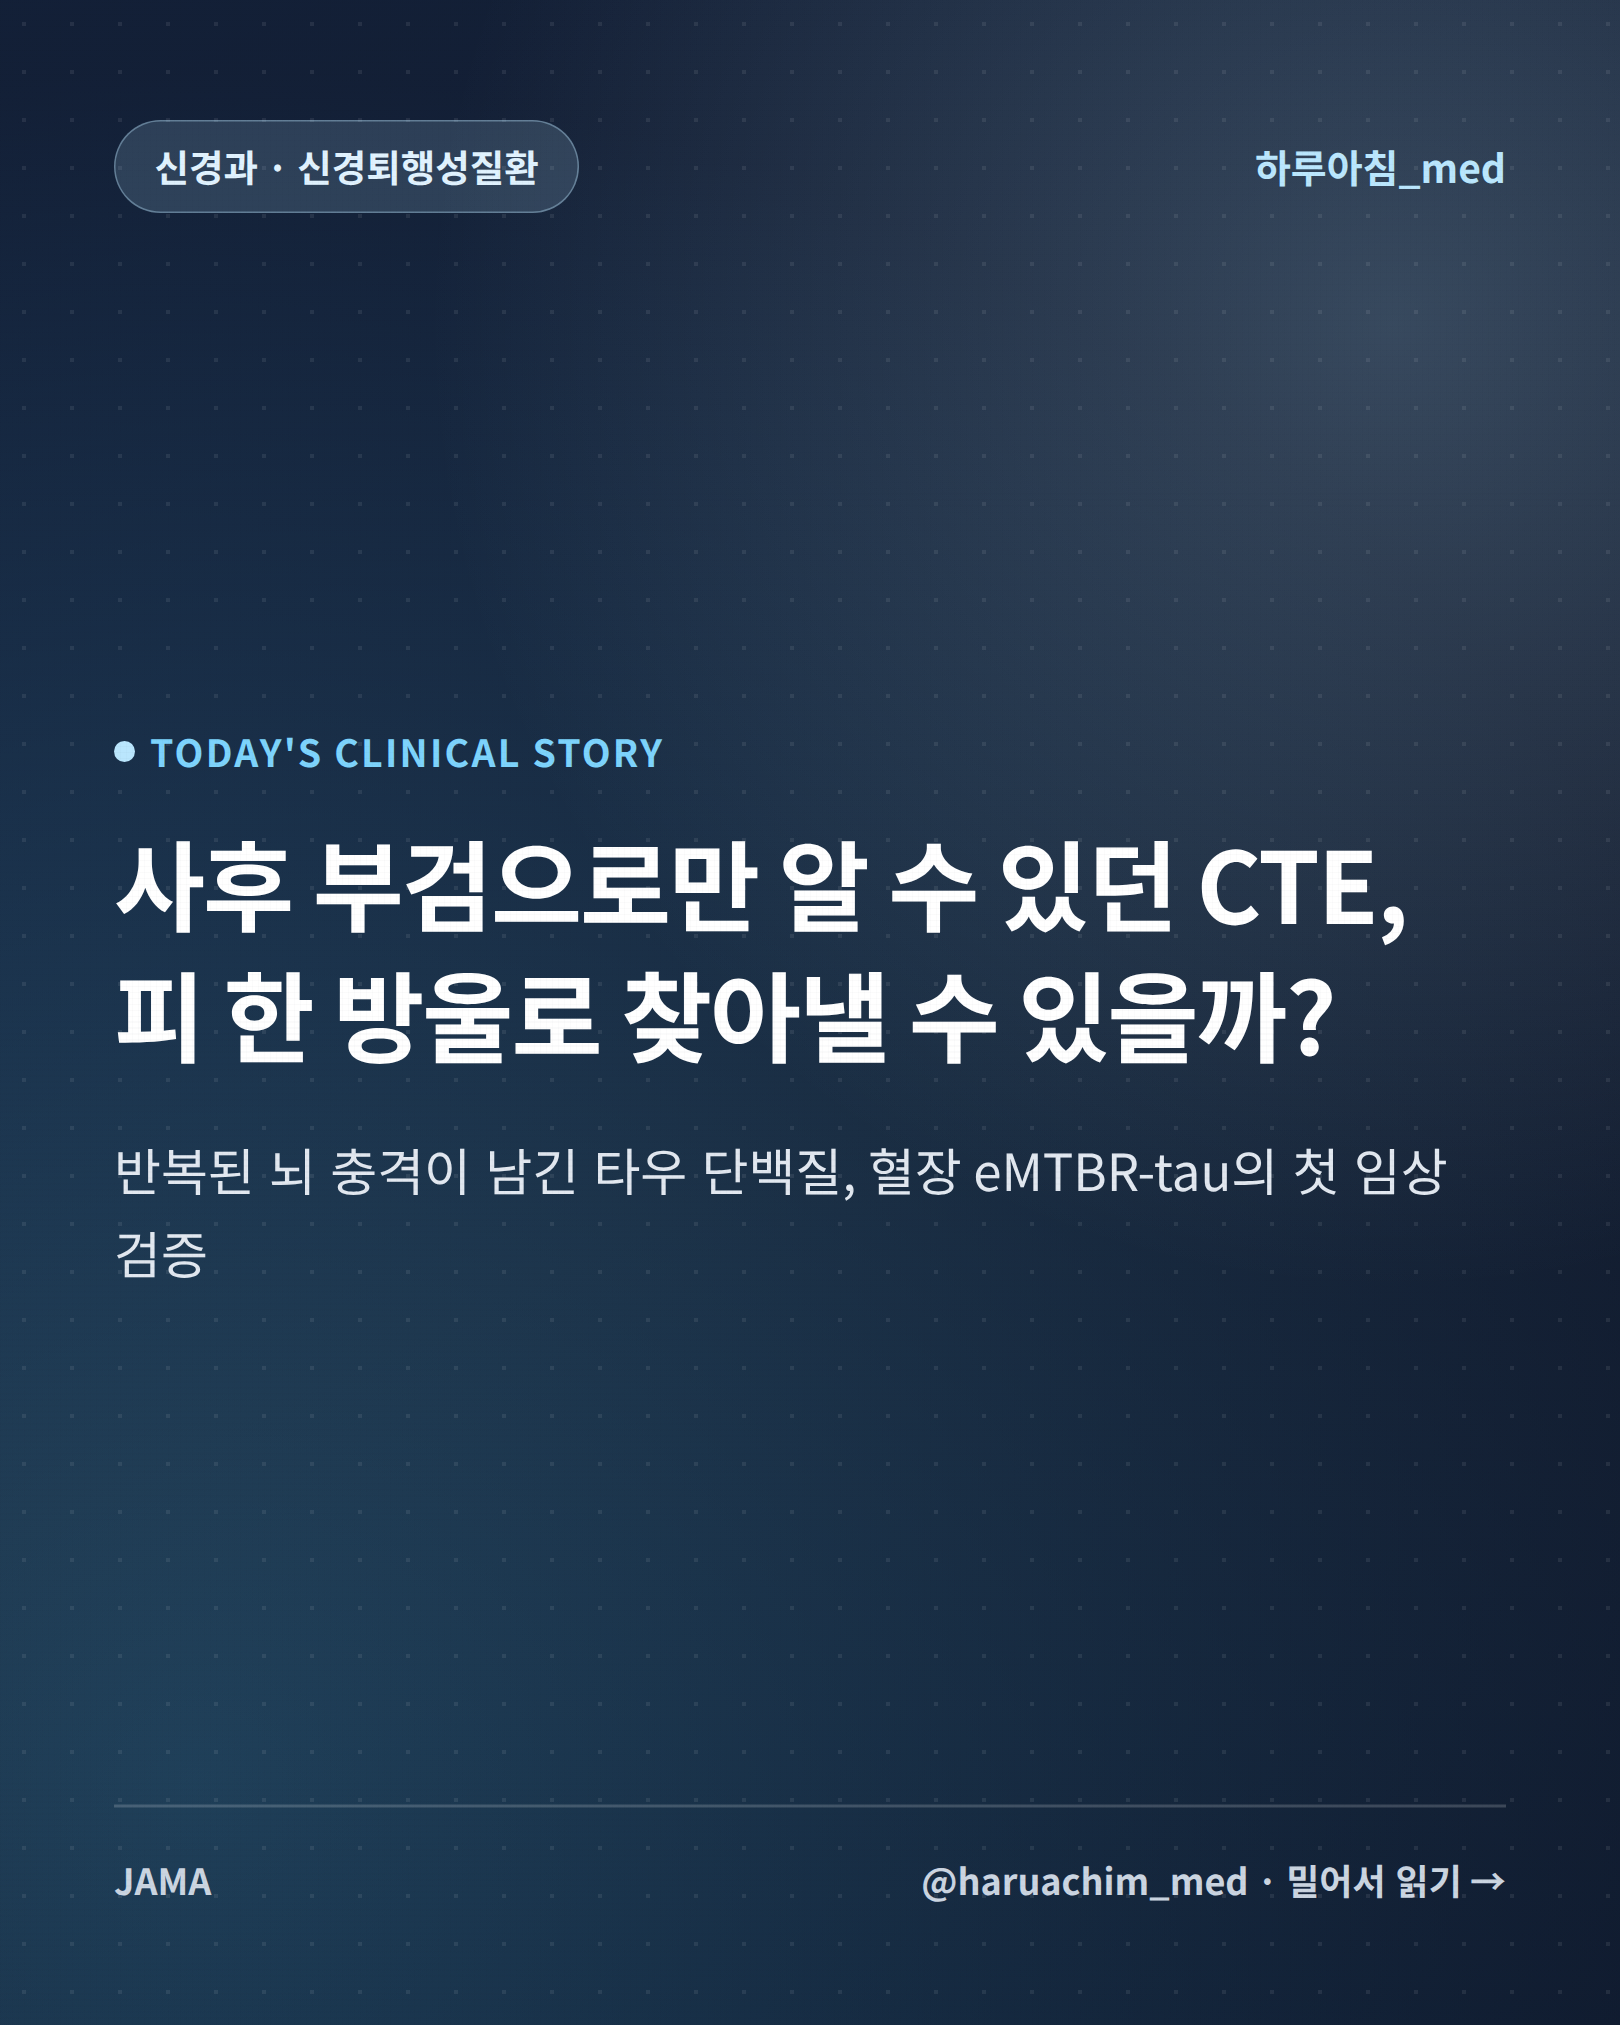 신경과 · 신경퇴행성질환
하루아침_med
TODAY'S CLINICAL STORY
사후 부검으로만 알 수 있던 CTE,
피 한 방울로 찾아낼 수 있을까?
반복된 뇌 충격이 남긴 타우 단백질, 혈장 eMTBR-tau의 첫 임상
검증
JAMA
@haruachim_med · 밀어서 읽기 →